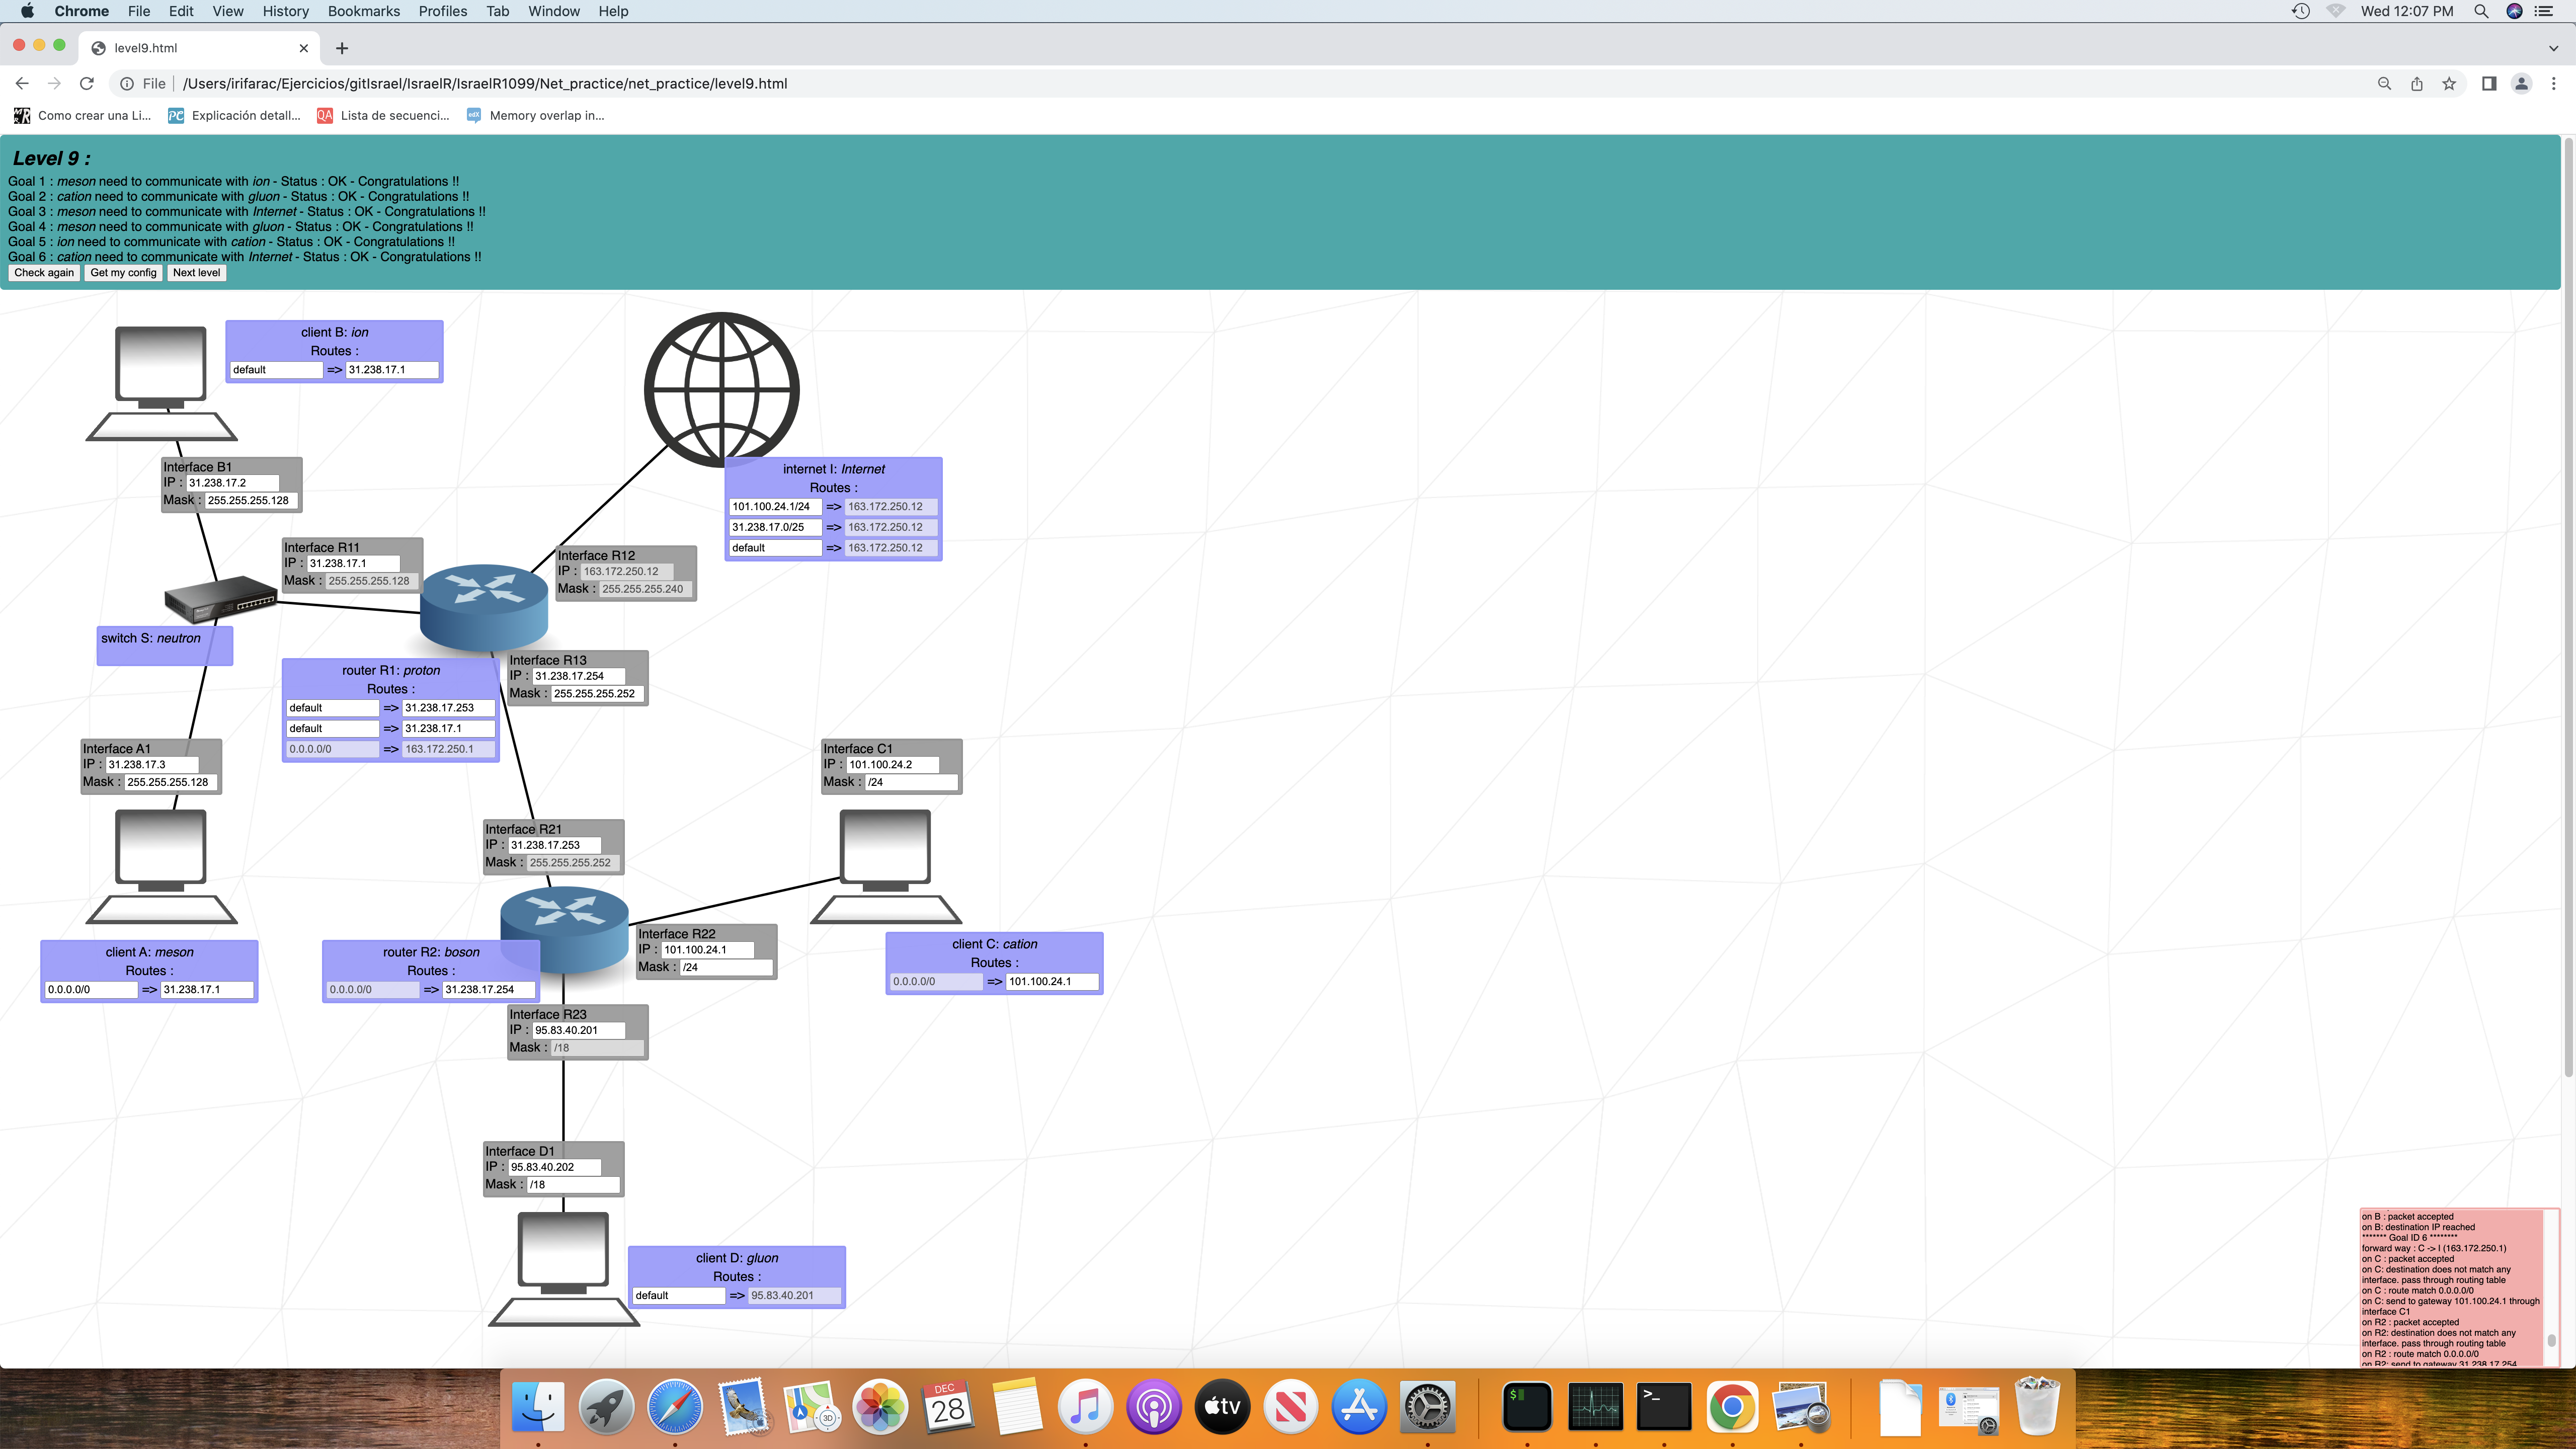 Chrome File Edit View History Bookmarks Profiles Tab Window Help Wed 12:07 PM
level9.html
File /Users/irifarac/Ejercicios/gitIsrael/IsraelR/IsraelR1099/Net_practice/net_practice/level9.html
Como crear una Li... Explicación detall... Lista de secuenci... Memory overlap in...
Level 9 :
Goal 1 : meson need to communicate with ion - Status : OK - Congratulations !!
Goal 2 : cation need to communicate with gluon - Status : OK - Congratulations !!
Goal 3 : meson need to communicate with Internet - Status : OK - Congratulations !!
Goal 4 : meson need to communicate with gluon - Status : OK - Congratulations !!
Goal 5 : ion need to communicate with cation - Status : OK - Congratulations !!
Goal 6 : cation need to communicate with Internet - Status : OK - Congratulations !!
Check again Get my config Next level
client B: ion
Routes :
default => 31.238.17.1
Interface B1
IP : 31.238.17.2
Mask : 255.255.255.128
internet I: Internet
Routes :
101.100.24.1/24 => 163.172.250.12
31.238.17.0/25 => 163.172.250.12
default => 163.172.250.12
Interface R11
IP : 31.238.17.1
Mask : 255.255.255.128
Interface R12
IP : 163.172.250.12
Mask : 255.255.255.240
switch S: neutron
router R1: proton
Routes :
default => 31.238.17.253
default => 31.238.17.1
0.0.0.0/0 => 163.172.250.1
Interface R13
IP : 31.238.17.254
Mask : 255.255.255.252
Interface A1
IP : 31.238.17.3
Mask : 255.255.255.128
Interface C1
IP : 101.100.24.2
Mask : /24
Interface R21
IP : 31.238.17.253
Mask : 255.255.255.252
client A: meson
Routes :
0.0.0.0/0 => 31.238.17.1
router R2: boson
Routes :
0.0.0.0/0 => 31.238.17.254
Interface R22
IP : 101.100.24.1
Mask : /24
client C: cation
Routes :
0.0.0.0/0 => 101.100.24.1
Interface R23
IP : 95.83.40.201
Mask : /18
Interface D1
IP : 95.83.40.202
Mask : /18
client D: gluon
Routes :
default => 95.83.40.201
on B : packet accepted
on B: destination IP reached
******* Goal ID 6 ********
forward way : C -> I (163.172.250.1)
on C : packet accepted
on C: destination does not match any
interface. pass through routing table
on C : route match 0.0.0.0/0
on C: send to gateway 101.100.24.1 through
interface C1
on R2 : packet accepted
on R2: destination does not match any
interface. pass through routing table
on R2 : route match 0.0.0.0/0
on R2: send to gateway 31.238.17.254
DEC
28
tv
3D